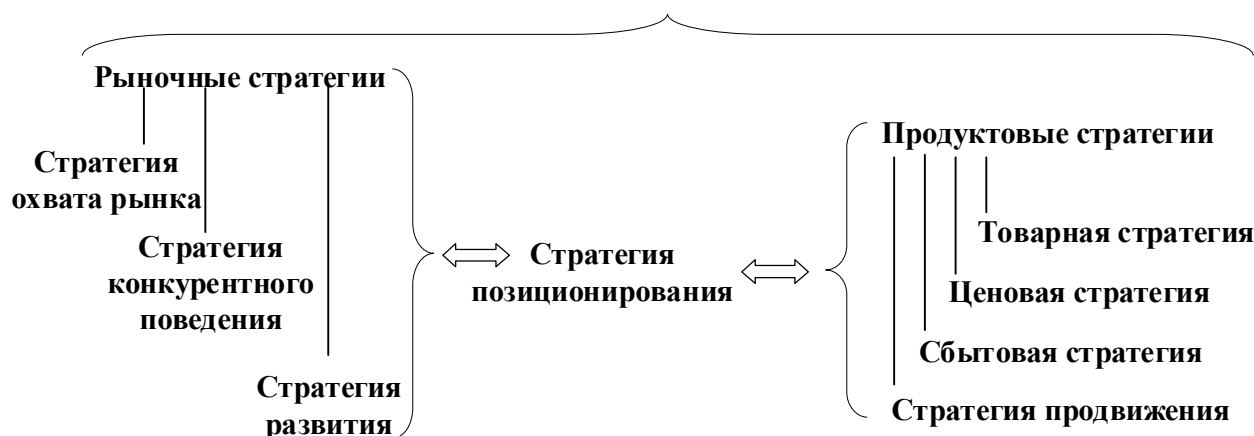 Рыночные стратегии
Стратегия
охвата рынка
Стратегия
конкурентного
поведения
Стратегия
развития
Стратегия
позиционирования
Продуктовые стратегии
Товарная стратегия
Ценовая стратегия
Сбытовая стратегия
Стратегия продвижения